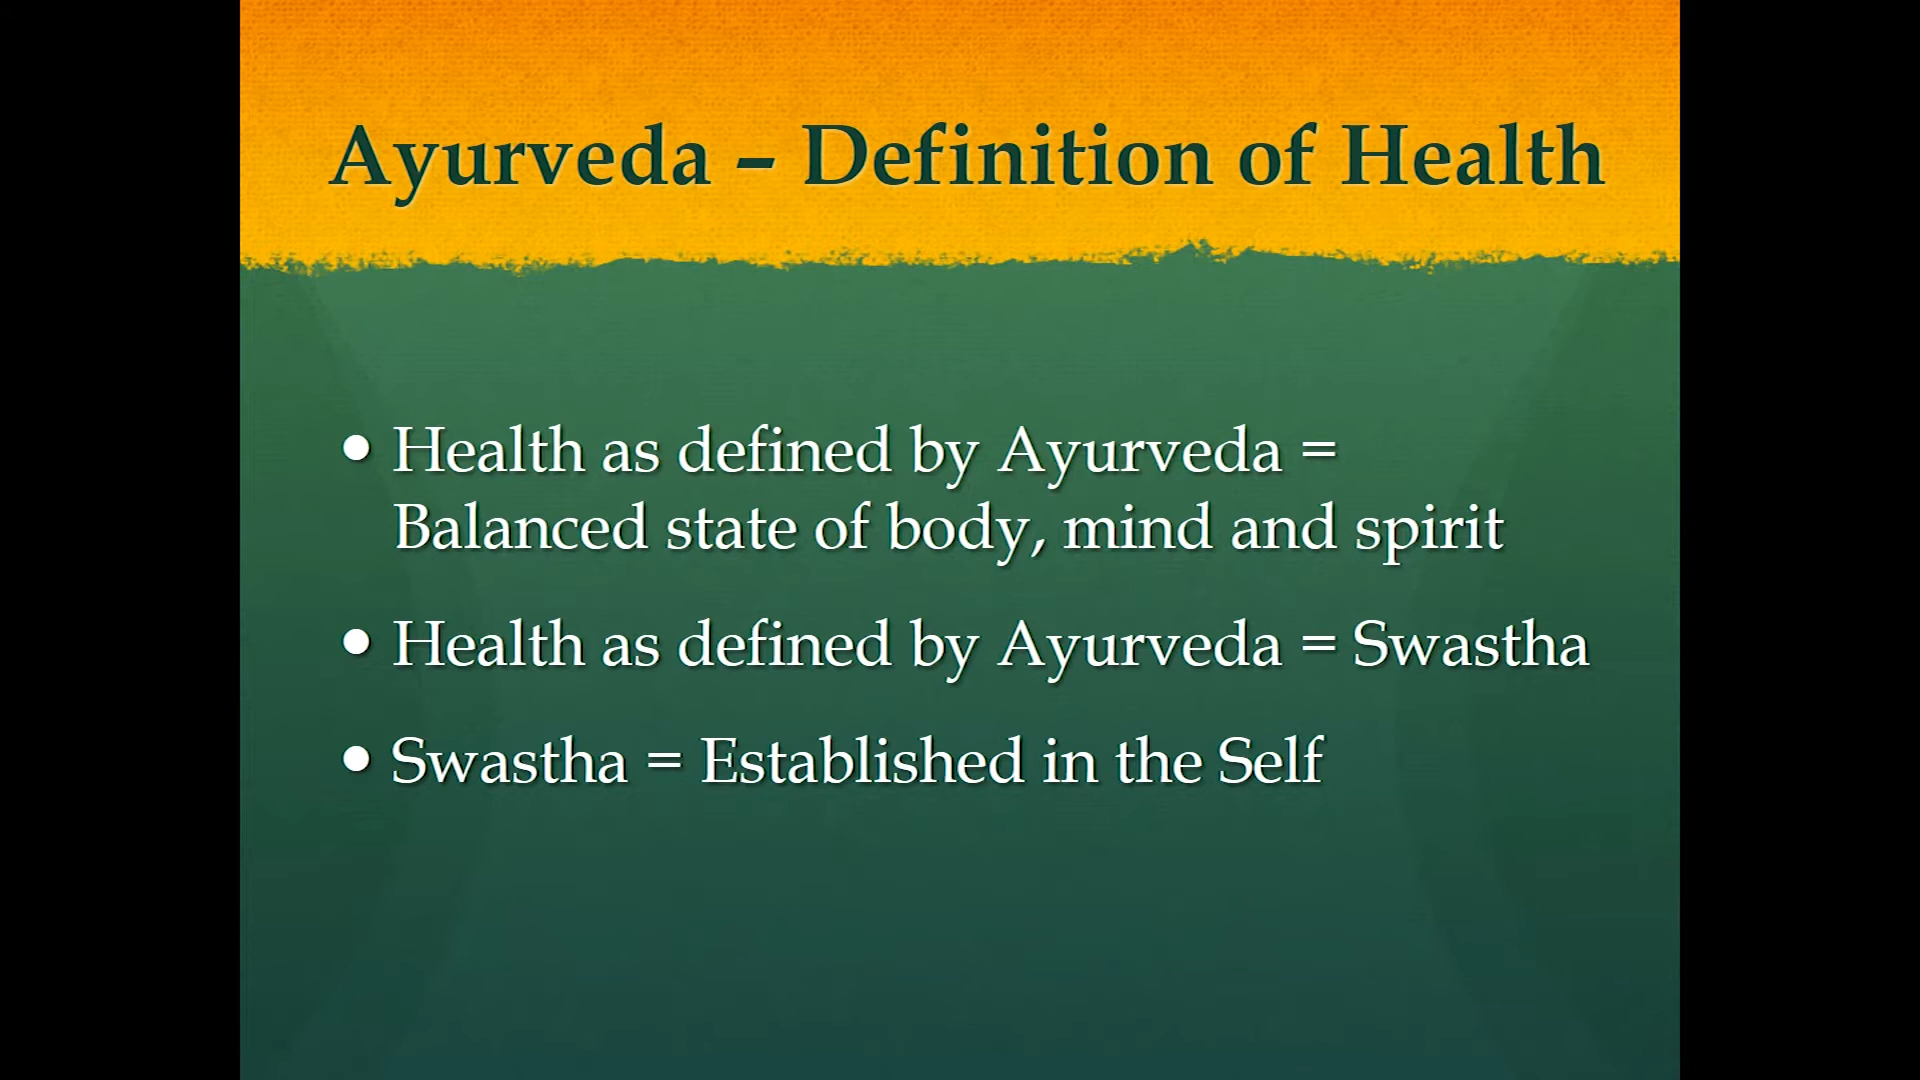 Ayurveda – Definition of Health
• Health as defined by Ayurveda =
Balanced state of body, mind and spirit
• Health as defined by Ayurveda = Swastha
• Swastha = Established in the Self